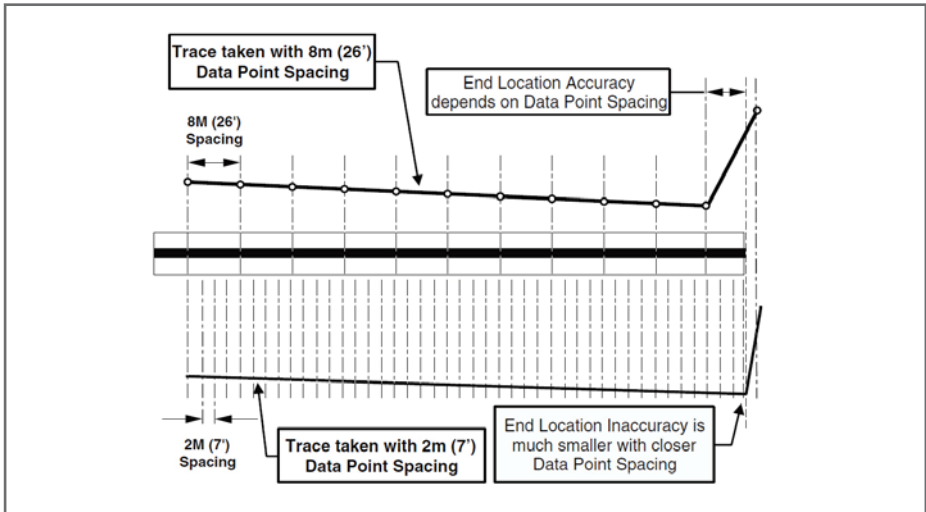 Trace taken with 8m (26')
Data Point Spacing
End Location Accuracy
depends on Data Point Spacing
8M (26')
Spacing
2M (7')
Spacing
Trace taken with 2m (7')
Data Point Spacing
End Location Inaccuracy is
much smaller with closer
Data Point Spacing